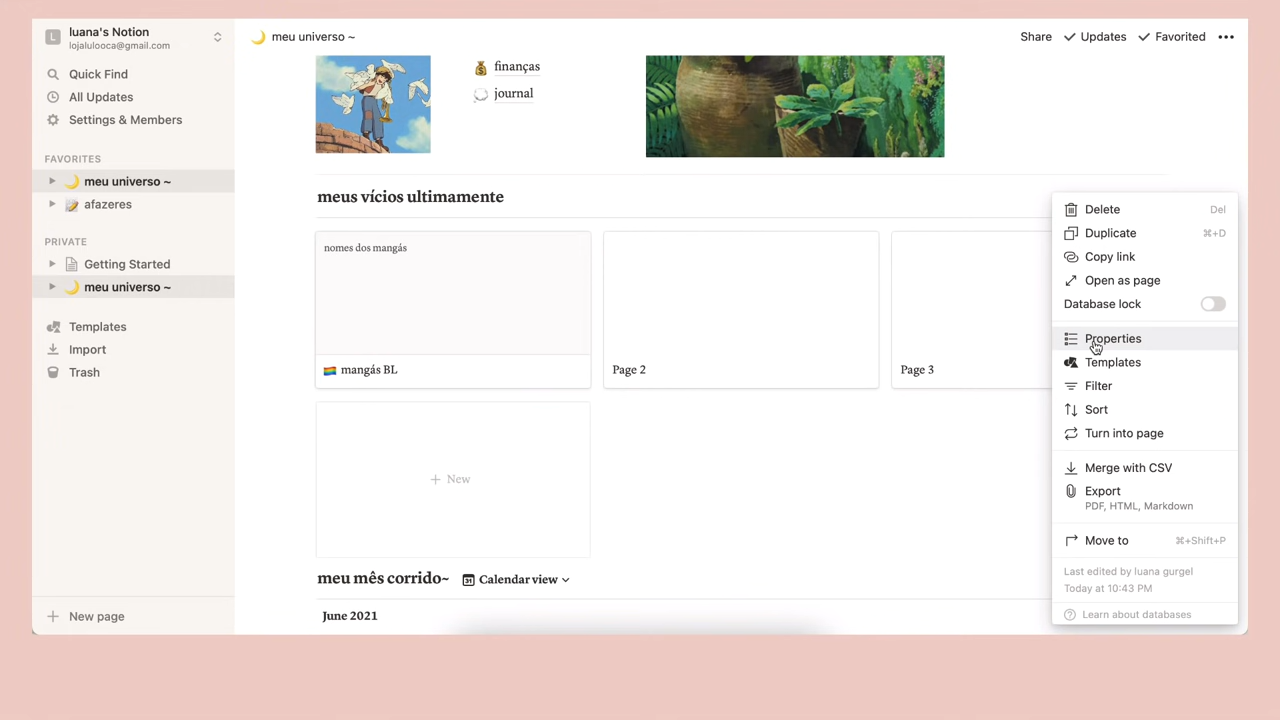 L
luana's Notion
lojalulooca@gmail.com
Quick Find
All Updates
Settings & Members
FAVORITES
meu universo ~
afazeres
PRIVATE
Getting Started
meu universo ~
Templates
Import
Trash
New page
meu universo ~
Share
Updates
Favorited
finanças
journal
meus vícios ultimamente
nomes dos mangás
mangás BL
Page 2
Page 3
+ New
meu mês corrido~
31 Calendar view
June 2021
Delete Del
Duplicate ⌘+D
Copy link
Open as page
Database lock
Properties
Templates
Filter
Sort
Turn into page
Merge with CSV
Export
PDF, HTML, Markdown
Move to ⌘+Shift+P
Last edited by luana gurgel
Today at 10:43 PM
? Learn about databases